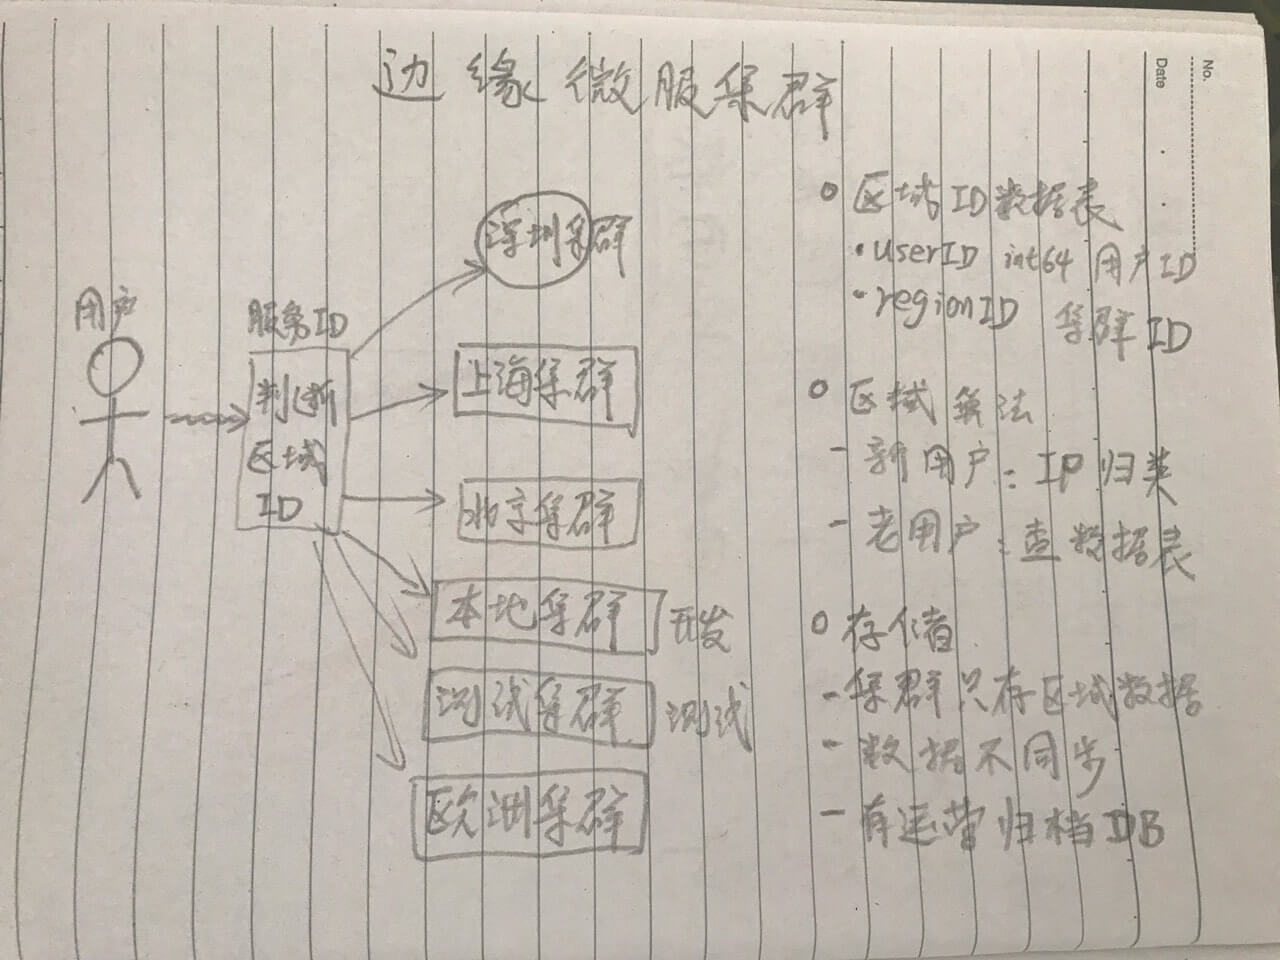 No.
Date
边缘微服集群
用户
服务ID
判断
区域
ID
深圳集群
上海集群
北京集群
本地集群 开发
测试集群 测试
欧洲集群
区域ID数据表
userID int64 用户ID
regionID 集群ID
区域算法
- 新用户：IP归类
- 老用户：查数据表
存储
- 集群只存区域数据
- 数据不同步
- 有运营归档DB